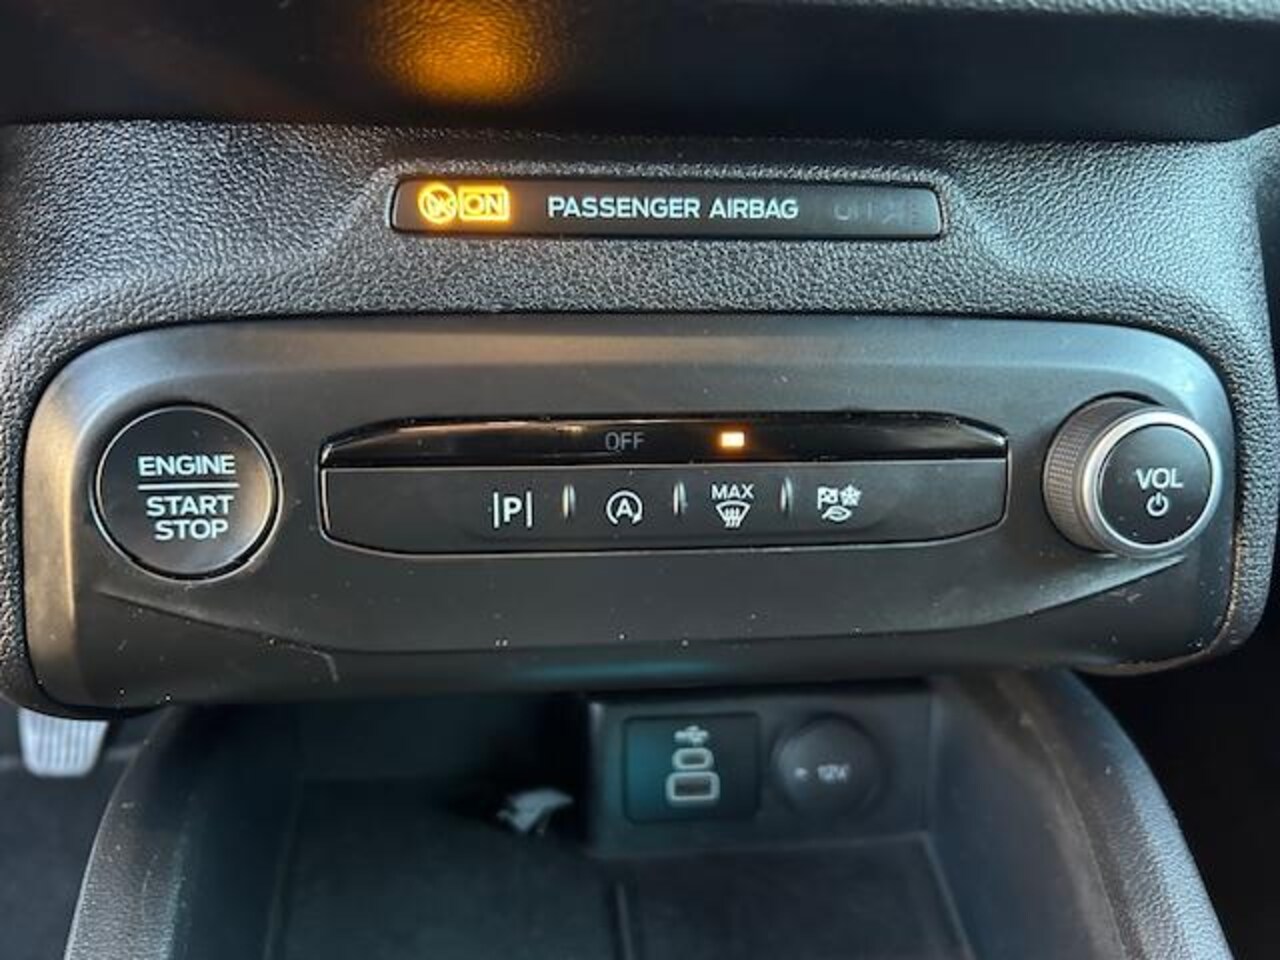 ON PASSENGER AIRBAG
ENGINE
START
STOP
OFF
P
A
MAX
VOL
12V